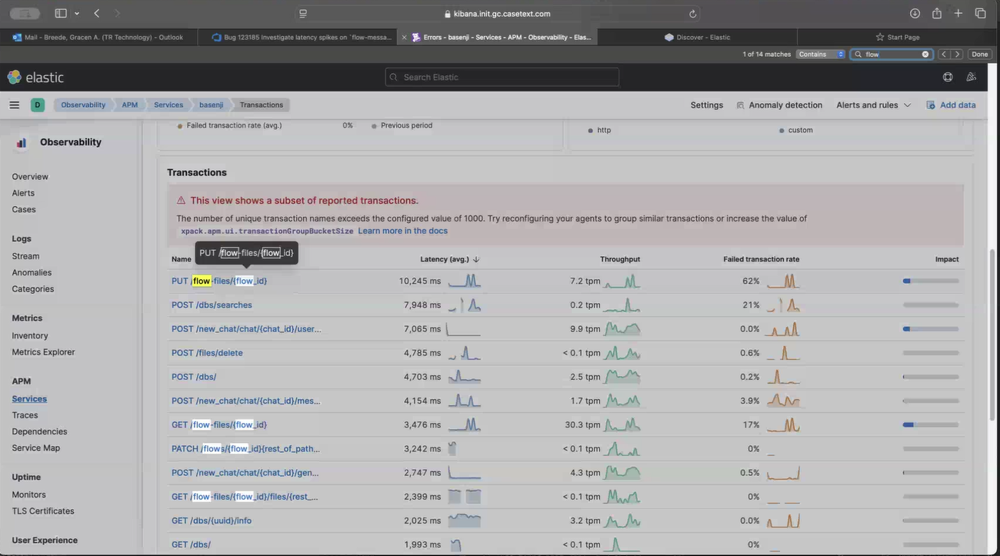 kibana.init.gc.casetext.com
Mail - Breede, Gracen A. (TR Technology) - Outlook
Bug 123185 Investigate latency spikes on `flow-messa...
Errors - basenji - Services - APM - Observability - Elas...
Discover - Elastic
Start Page
1 of 14 matches
Contains
flow
Done
elastic
Search Elastic
D
Observability
APM
Services
basenji
Transactions
Settings
Anomaly detection
Alerts and rules
Add data
Failed transaction rate (avg.) 0% Previous period
http
custom
Observability
Overview
Alerts
Cases
Logs
Stream
Anomalies
Categories
Metrics
Inventory
Metrics Explorer
APM
Services
Traces
Dependencies
Service Map
Uptime
Monitors
TLS Certificates
User Experience
Transactions
This view shows a subset of reported transactions.
The number of unique transaction names exceeds the configured value of 1000. Try reconfiguring your agents to group similar transactions or increase the value of
xpack.apm.ui.transactionGroupBucketSize Learn more in the docs
PUT /flow-files/{flow_id}
Name Latency (avg.) Throughput Failed transaction rate Impact
PUT /flow-files/{flow_id} 10,245 ms 7.2 tpm 62%
POST /dbs/searches 7,948 ms 0.2 tpm 21%
POST /new_chat/chat/{chat_id}/user... 7,065 ms 9.9 tpm 0.0%
POST /files/delete 4,785 ms < 0.1 tpm 0.6%
POST /dbs/ 4,703 ms 2.5 tpm 0.2%
POST /new_chat/chat/{chat_id}/mes... 4,154 ms 1.7 tpm 3.9%
GET /flow-files/{flow_id} 3,476 ms 30.3 tpm 17%
PATCH /flows/{flow_id}{rest_of_path... 3,242 ms < 0.1 tpm 0%
POST /new_chat/chat/{chat_id}/gen... 2,747 ms 4.3 tpm 0.5%
GET /flow-files/{flow_id}/files/{rest_... 2,399 ms < 0.1 tpm 0%
GET /dbs/{uuid}/info 2,025 ms 3.2 tpm 0.0%
GET /dbs/ 1,993 ms < 0.1 tpm 0%